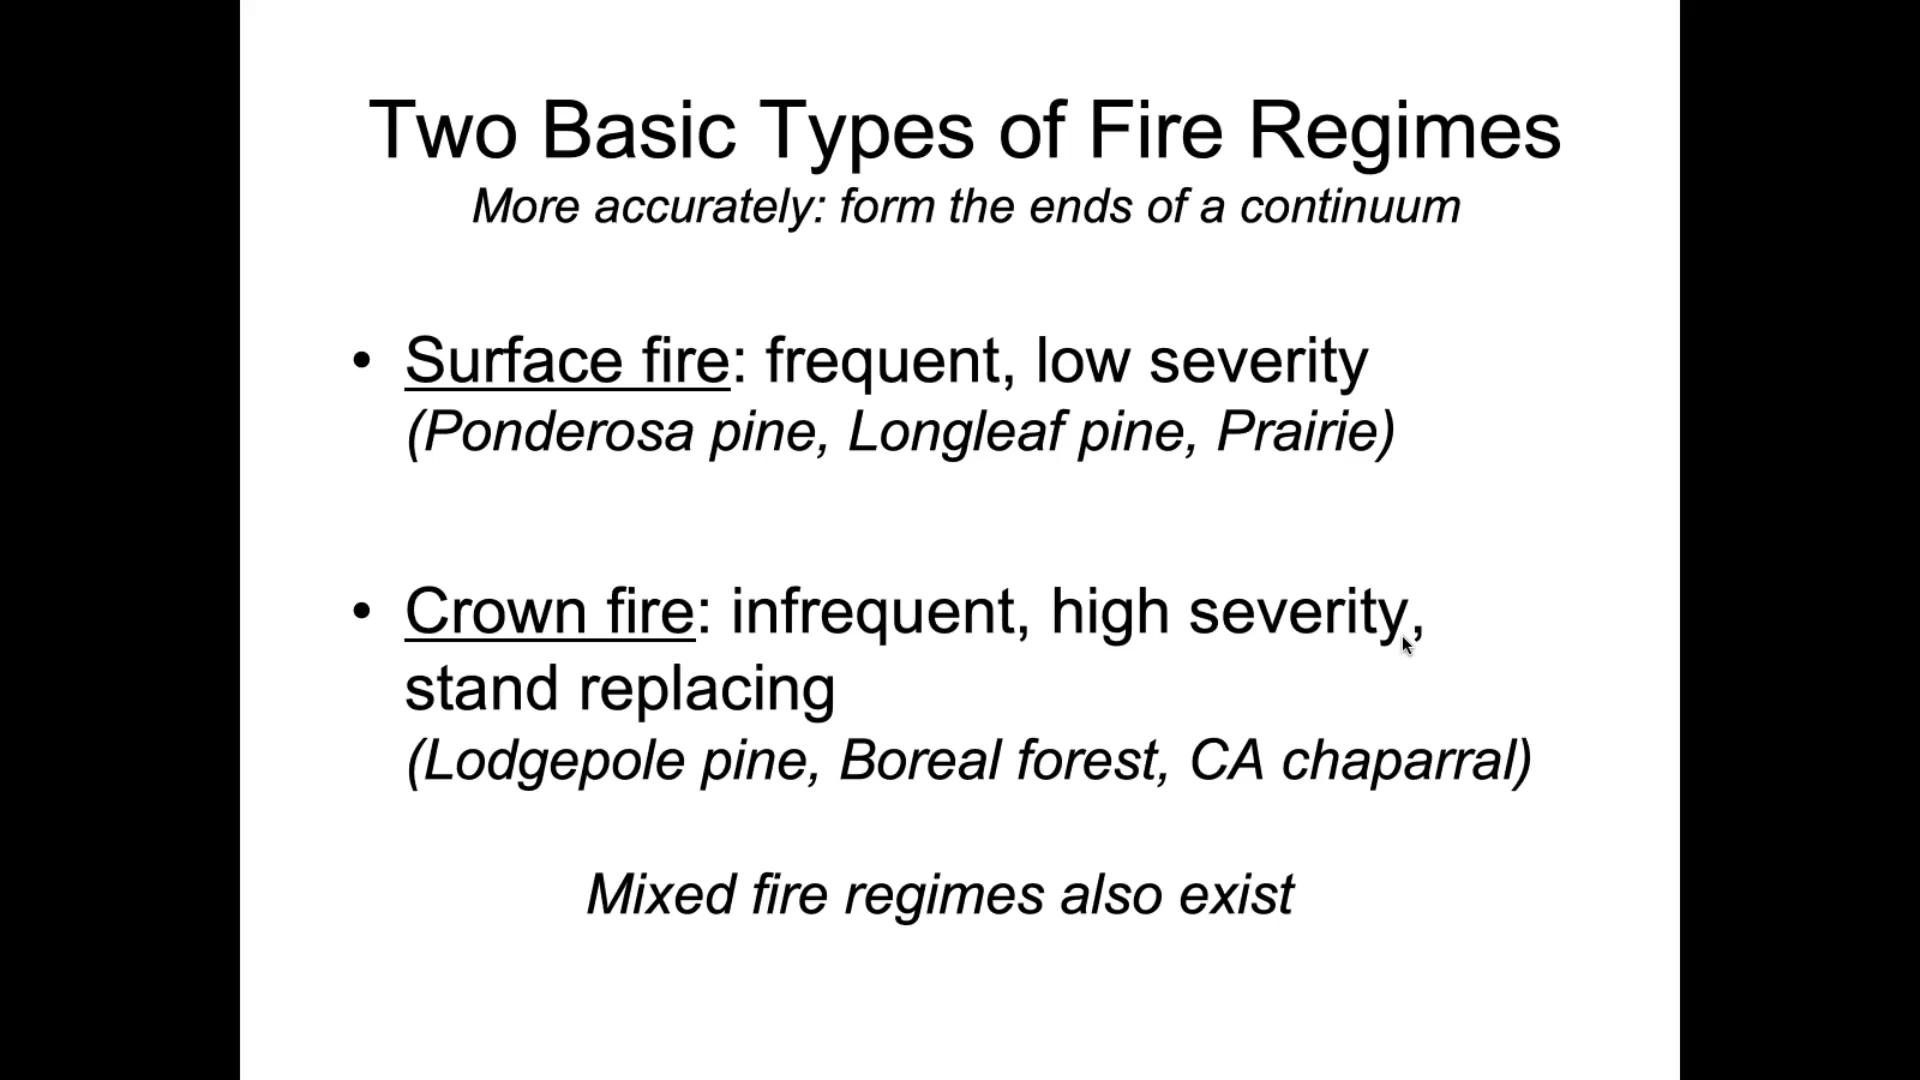 Two Basic Types of Fire Regimes
More accurately: form the ends of a continuum
• Surface fire: frequent, low severity
(Ponderosa pine, Longleaf pine, Prairie)
• Crown fire: infrequent, high severity,
stand replacing
(Lodgepole pine, Boreal forest, CA chaparral)
Mixed fire regimes also exist